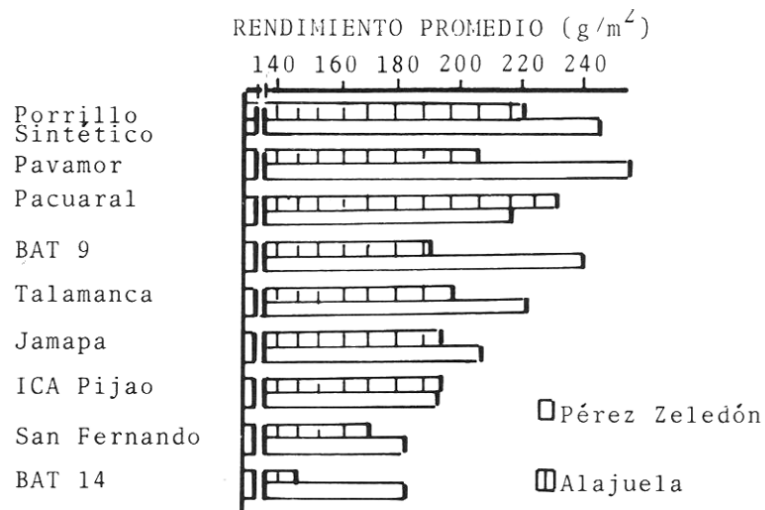 RENDIMIENTO PROMEDIO (g/m²)
140 160 180 200 220 240
Porrillo
Sintético
Pavamor
Pacuaral
BAT 9
Talamanca
Jamapa
ICA Pijao
San Fernando
BAT 14
Pérez Zeledón
Alajuela